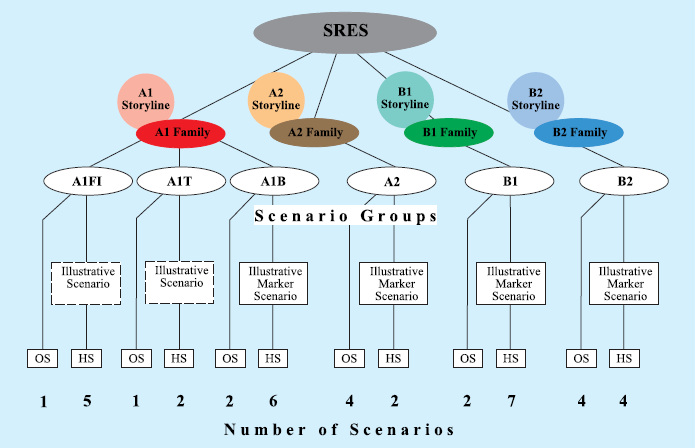 SRES
A1
Storyline
A2
Storyline
B1
Storyline
B2
Storyline
A1 Family
A2 Family
B1 Family
B2 Family
A1FI
A1T
A1B
A2
B1
B2
Scenario Groups
Illustrative
Scenario
Illustrative
Scenario
Illustrative
Marker
Scenario
Illustrative
Marker
Scenario
Illustrative
Marker
Scenario
Illustrative
Marker
Scenario
OS HS OS HS OS HS OS HS OS HS OS HS
1 5 1 2 2 6 4 2 2 7 4 4
Number of Scenarios